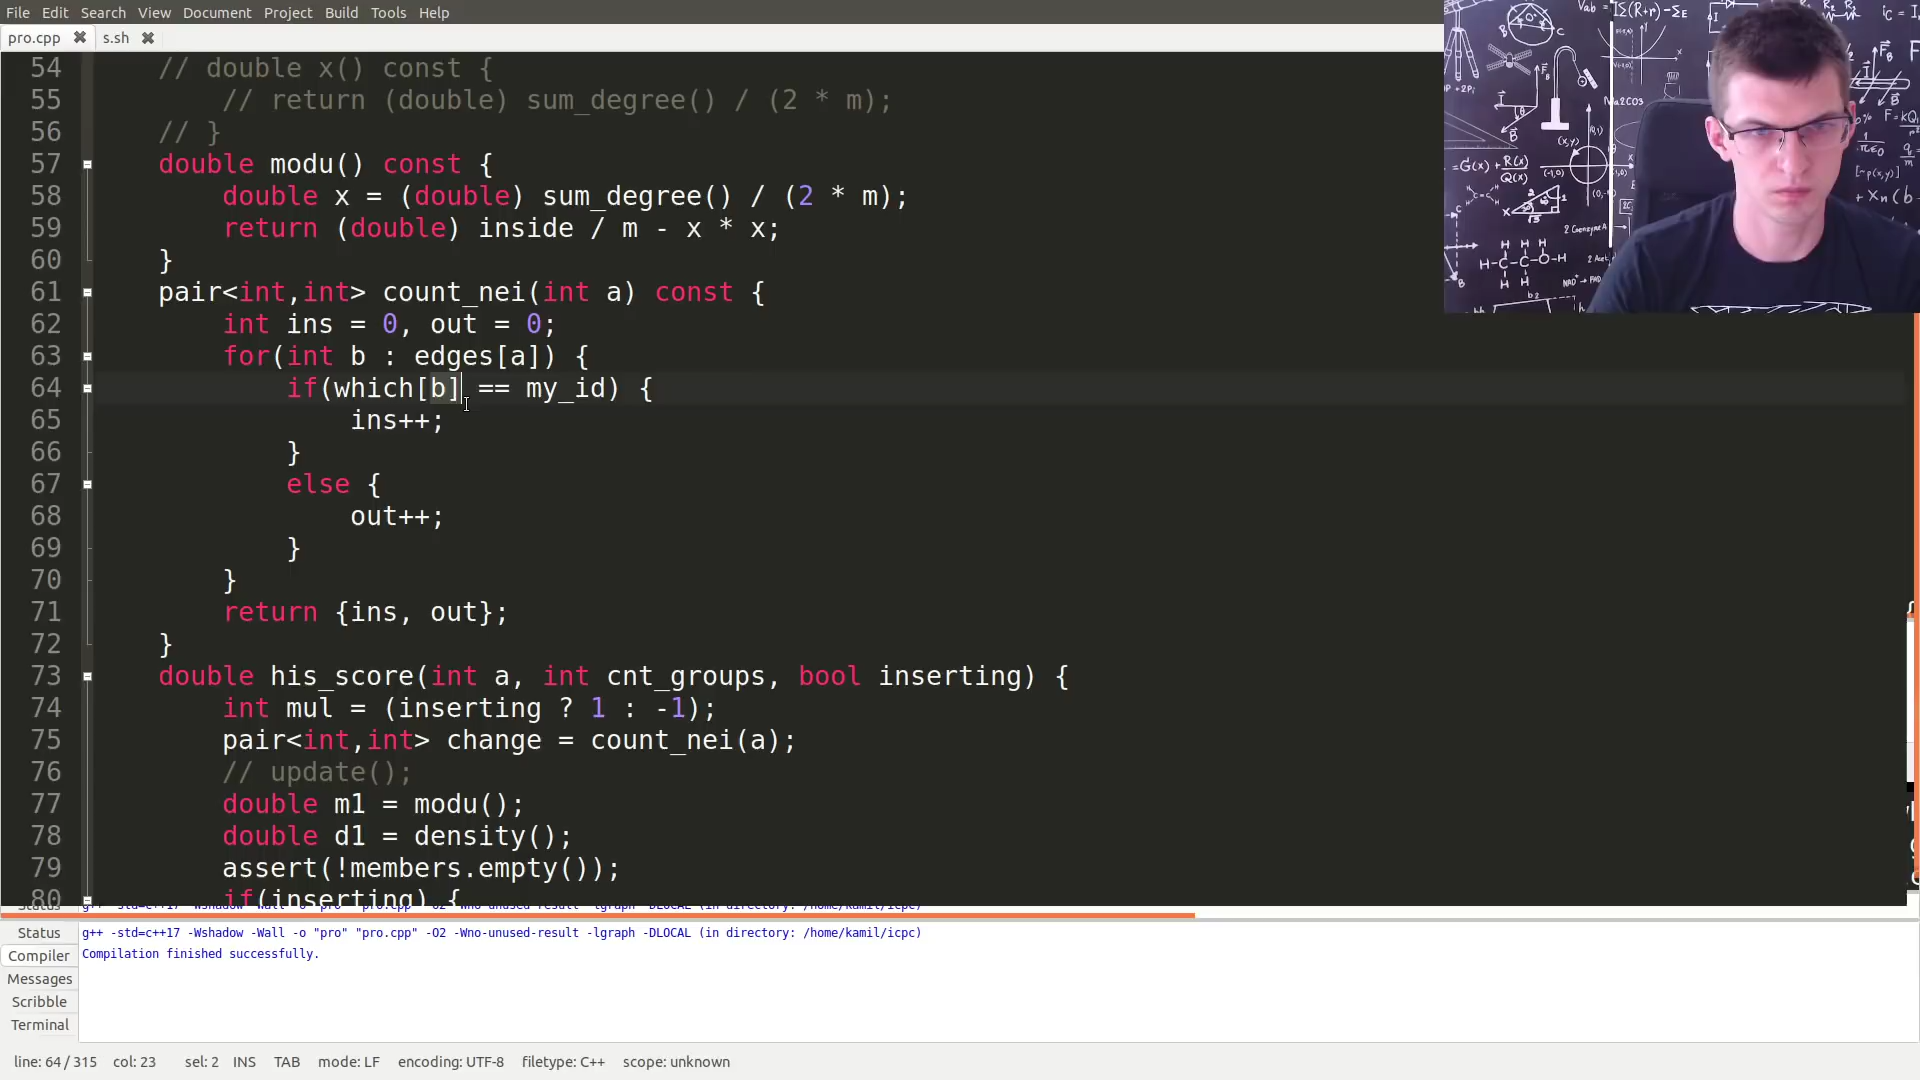 File Edit Search View Document Project Build Tools Help
pro.cpp s.sh
54 // double x() const {
55 // return (double) sum_degree() / (2 * m);
56 // }
57 double modu() const {
58 double x = (double) sum_degree() / (2 * m);
59 return (double) inside / m - x * x;
60 }
61 pair<int,int> count_nei(int a) const {
62 int ins = 0, out = 0;
63 for(int b : edges[a]) {
64 if(which[b] == my_id) {
65 ins++;
66 }
67 else {
68 out++;
69 }
70 }
71 return {ins, out};
72 }
73 double his_score(int a, int cnt_groups, bool inserting) {
74 int mul = (inserting ? 1 : -1);
75 pair<int,int> change = count_nei(a);
76 // update();
77 double m1 = modu();
78 double d1 = density();
79 assert(!members.empty());
80 if(inserting) {
Status g++ -std=c++17 -Wshadow -Wall -o "pro" "pro.cpp" -O2 -Wno-unused-result -lgraph -DLOCAL (in directory: /home/kamil/icpc)
Compiler Compilation finished successfully.
Messages
Scribble
Terminal
line: 64 / 315 col: 23 sel: 2 INS TAB mode: LF encoding: UTF-8 filetype: C++ scope: unknown